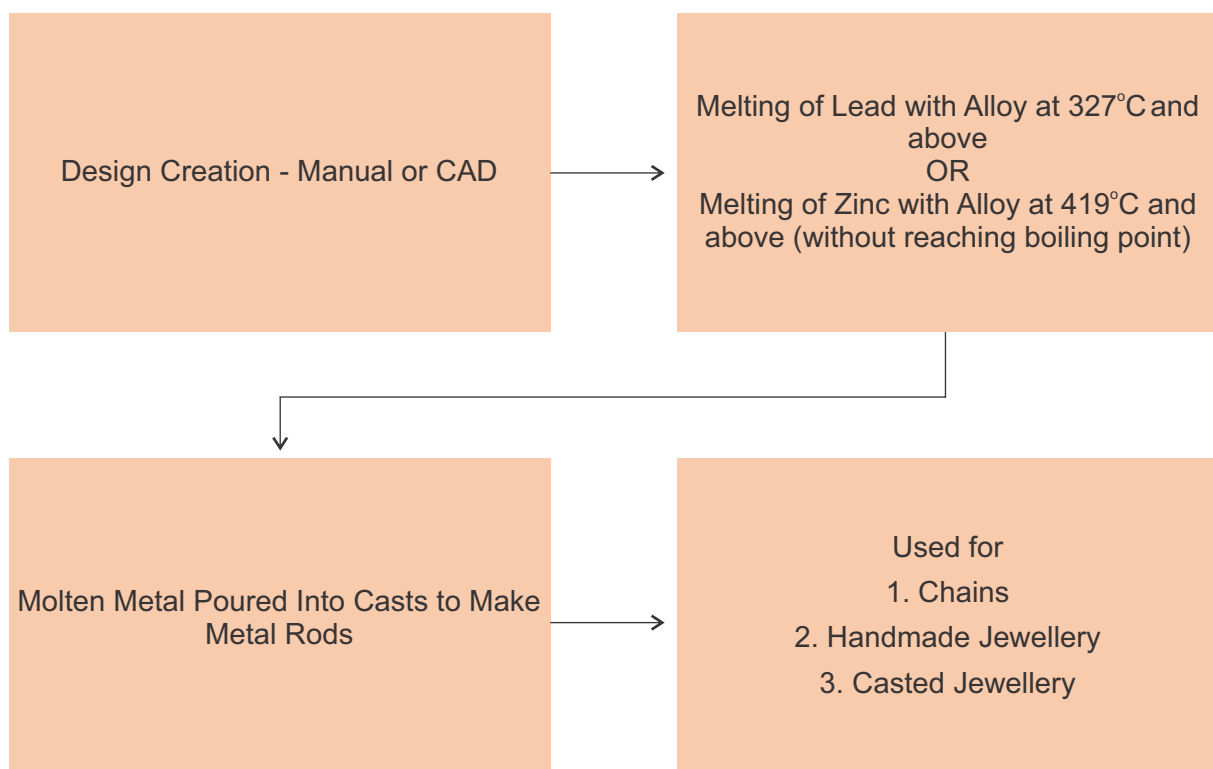 Design Creation - Manual or CAD
Melting of Lead with Alloy at 327°C and
above
OR
Melting of Zinc with Alloy at 419°C and
above (without reaching boiling point)
Molten Metal Poured Into Casts to Make
Metal Rods
Used for
1. Chains
2. Handmade Jewellery
3. Casted Jewellery